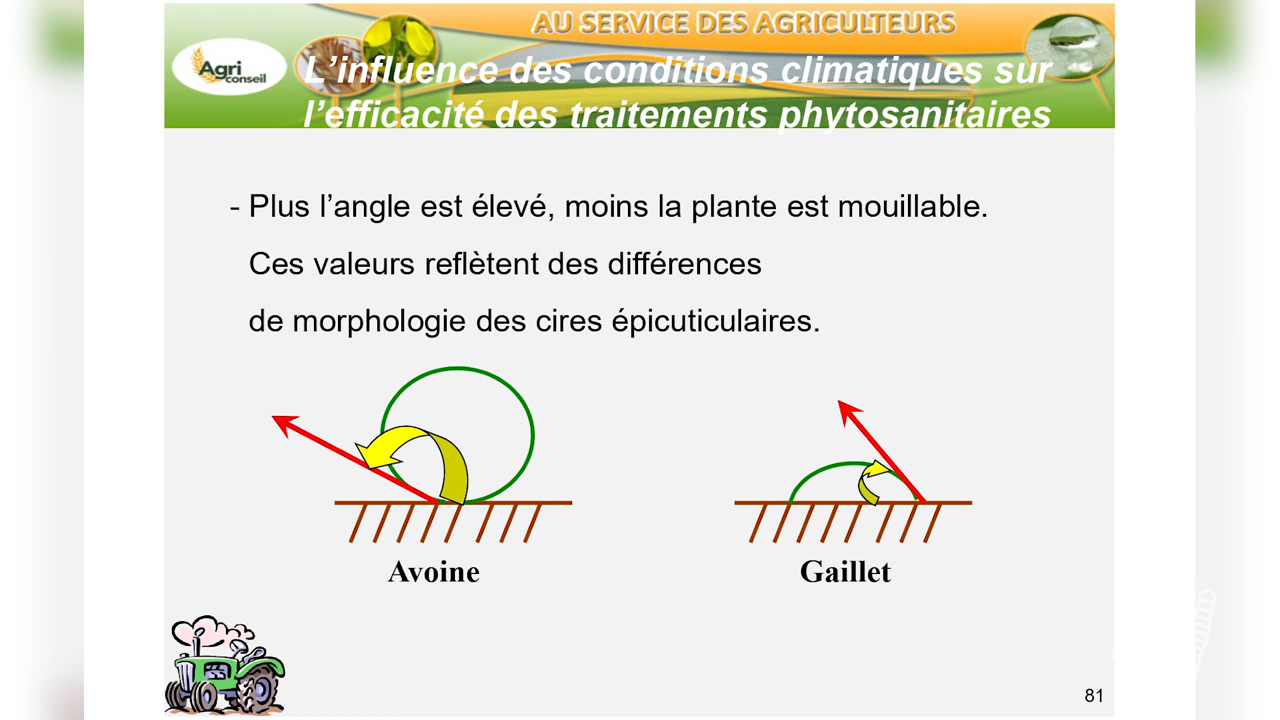 AU SERVICE DES AGRICULTEURS
Agri
conseil
L’influence des conditions climatiques sur
l’efficacité des traitements phytosanitaires
- Plus l’angle est élevé, moins la plante est mouillable.
Ces valeurs reflètent des différences
de morphologie des cires épicuticulaires.
Avoine
Gaillet
81